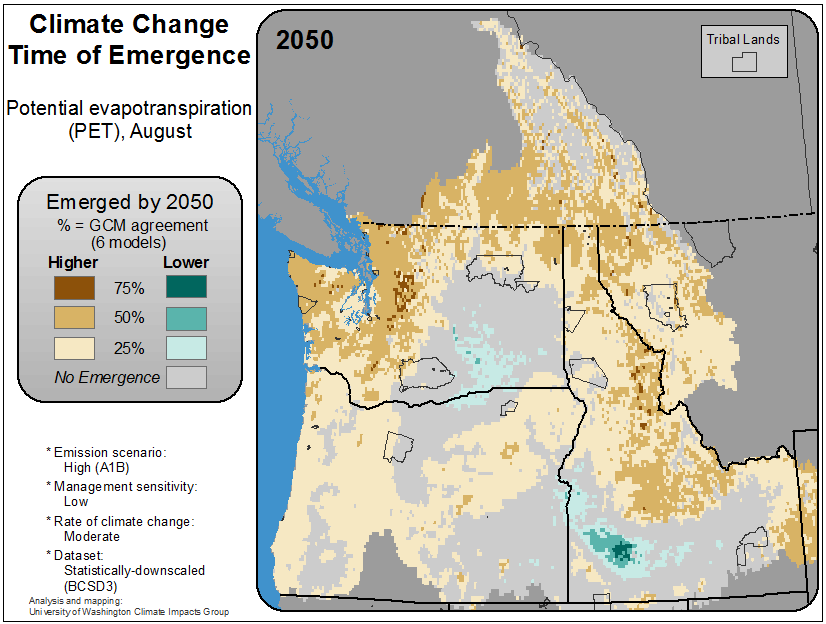 Climate Change
Time of Emergence
Potential evapotranspiration
(PET), August
Emerged by 2050
% = GCM agreement
(6 models)
Higher Lower
75%
50%
25%
No Emergence
* Emission scenario:
High (A1B)
* Management sensitivity:
Low
* Rate of climate change:
Moderate
* Dataset:
Statistically-downscaled
(BCSD3)
Analysis and mapping:
University of Washington Climate Impacts Group
2050
Tribal Lands